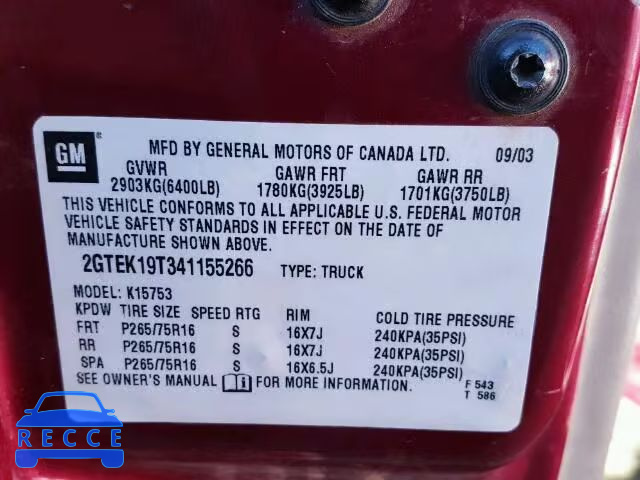 GM ®
MFD BY GENERAL MOTORS OF CANADA LTD. 09/03
GVWR GAWR FRT GAWR RR
2903KG(6400LB) 1780KG(3925LB) 1701KG(3750LB)
THIS VEHICLE CONFORMS TO ALL APPLICABLE U.S. FEDERAL MOTOR
VEHICLE SAFETY STANDARDS IN EFFECT ON THE DATE OF
MANUFACTURE SHOWN ABOVE.
2GTEK19T341155266 TYPE: TRUCK
MODEL: K15753
KPDW TIRE SIZE SPEED RTG RIM COLD TIRE PRESSURE
FRT P265/75R16 S 16X7J 240KPA(35PSI)
RR P265/75R16 S 16X7J 240KPA(35PSI)
SPA P265/75R16 S 16X6.5J 240KPA(35PSI)
SEE OWNER'S MANUAL FOR MORE INFORMATION.
F 543
T 586
RECCE